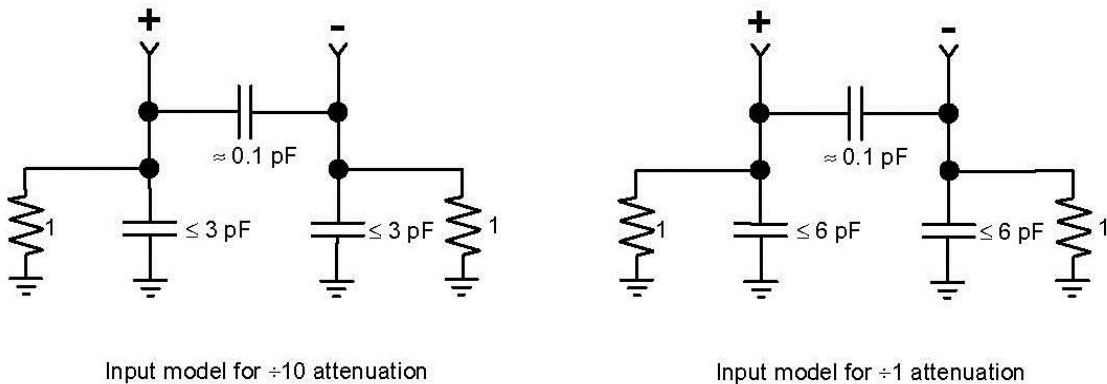 + - + -
≈ 0.1 pF ≈ 0.1 pF
1 ≤ 3 pF ≤ 3 pF 1 1 ≤ 6 pF ≤ 6 pF 1
Input model for ÷10 attenuation Input model for ÷1 attenuation